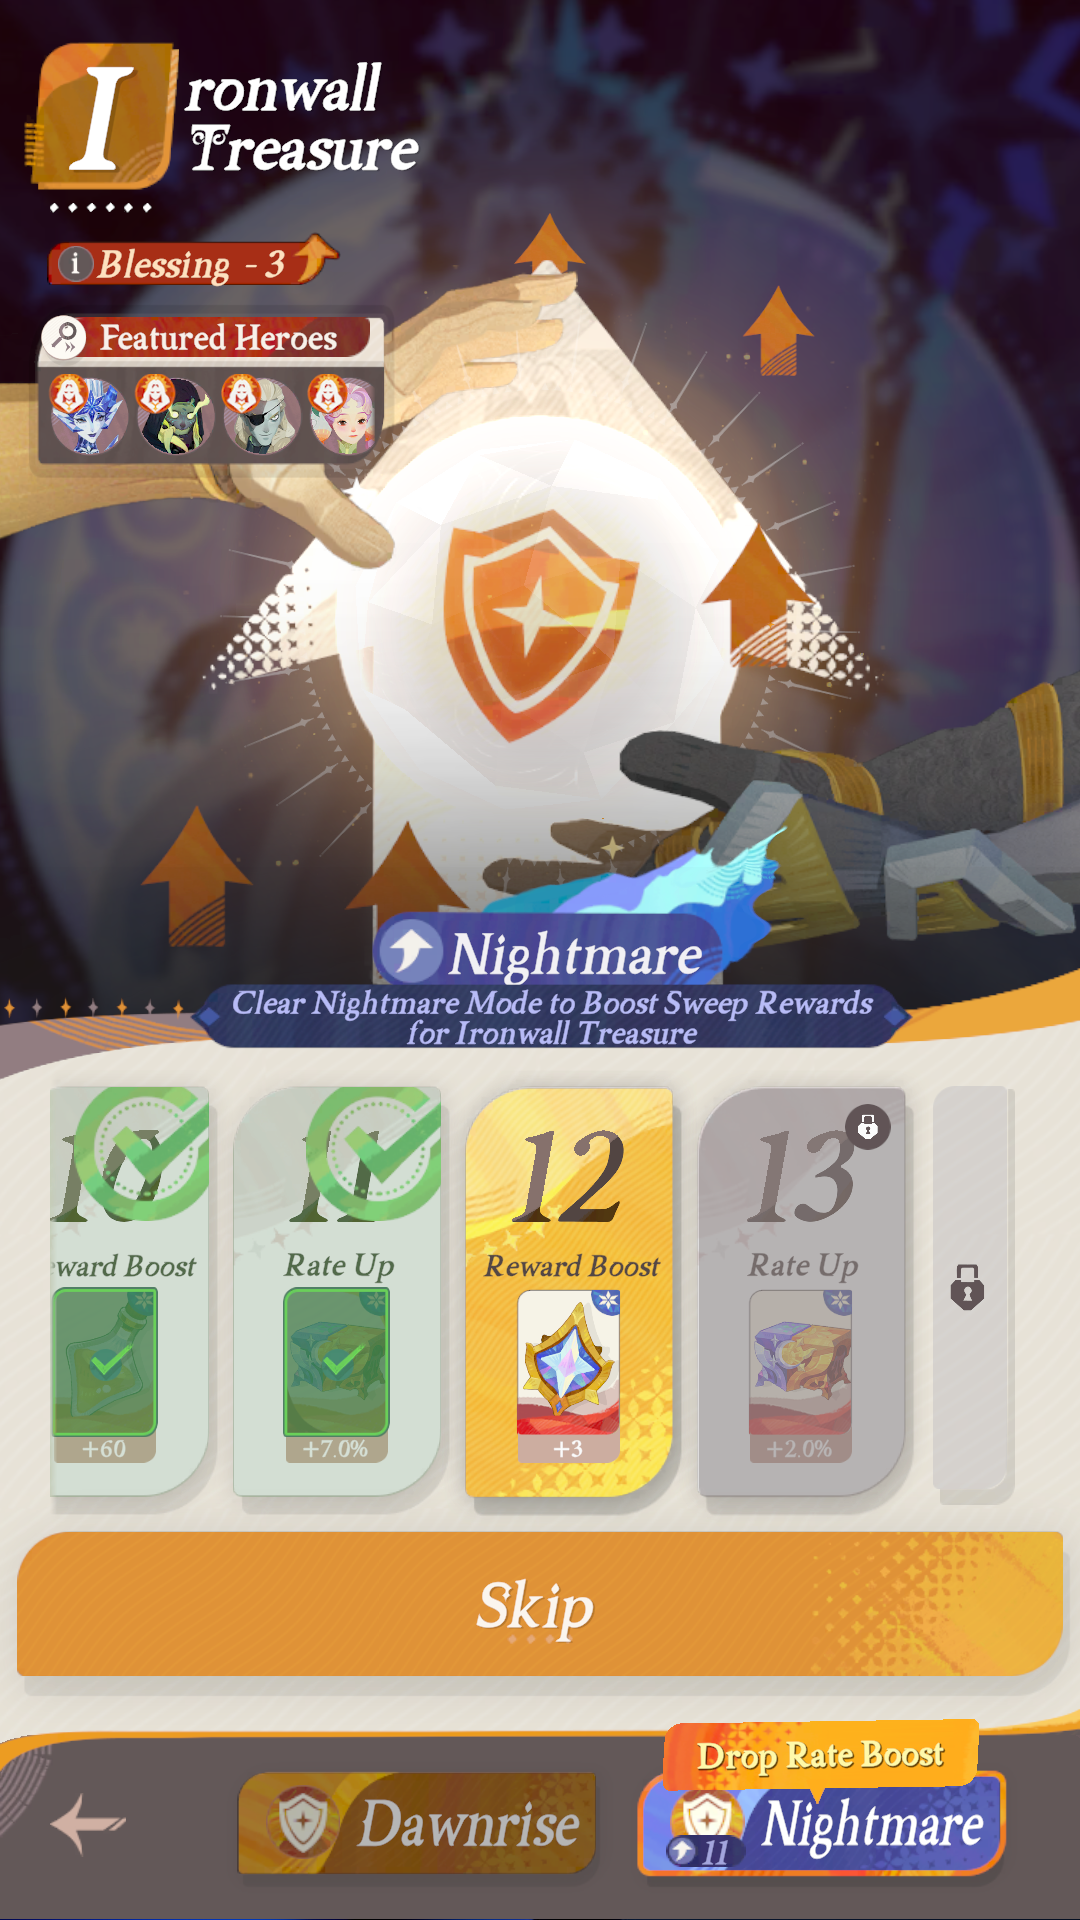 Ironwall
Treasure
i Blessing - 3
Featured Heroes
Nightmare
Clear Nightmare Mode to Boost Sweep Rewards
for Ironwall Treasure
10
11
12
13
ward Boost
Rate Up
Reward Boost
Rate Up
+60
+7.0%
+3
+2.0%
Skip
Drop Rate Boost
Dawnrise
Nightmare
11